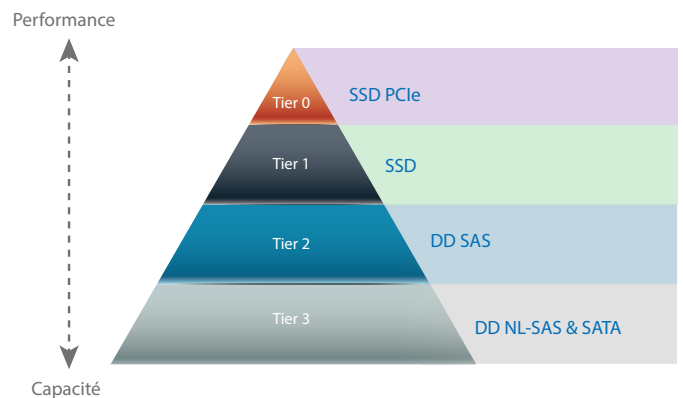 Performance
Tier 0
SSD PCIe
Tier 1
SSD
Tier 2
DD SAS
Tier 3
DD NL-SAS & SATA
Capacité